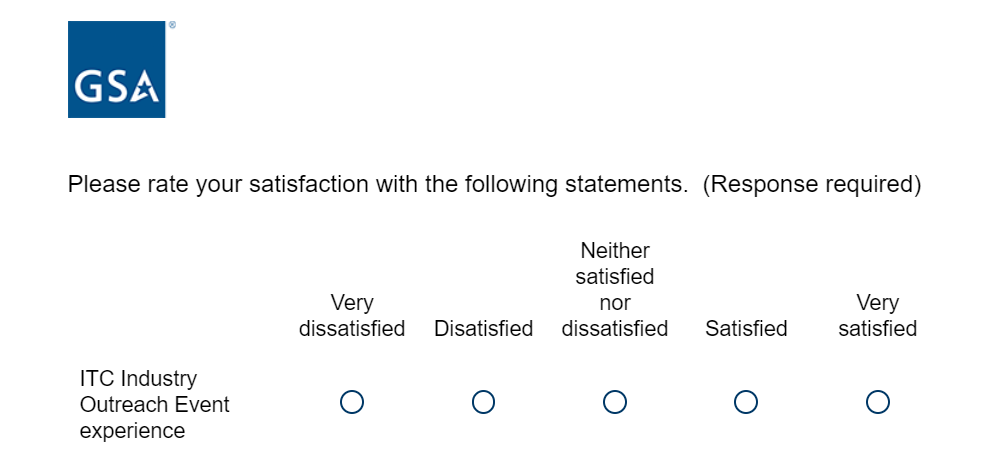 GSA
®
Please rate your satisfaction with the following statements. (Response required)
Neither
satisfied
Very
nor
Very
dissatisfied
Disatisfied
dissatisfied
Satisfied
satisfied
ITC Industry
Outreach Event
experience